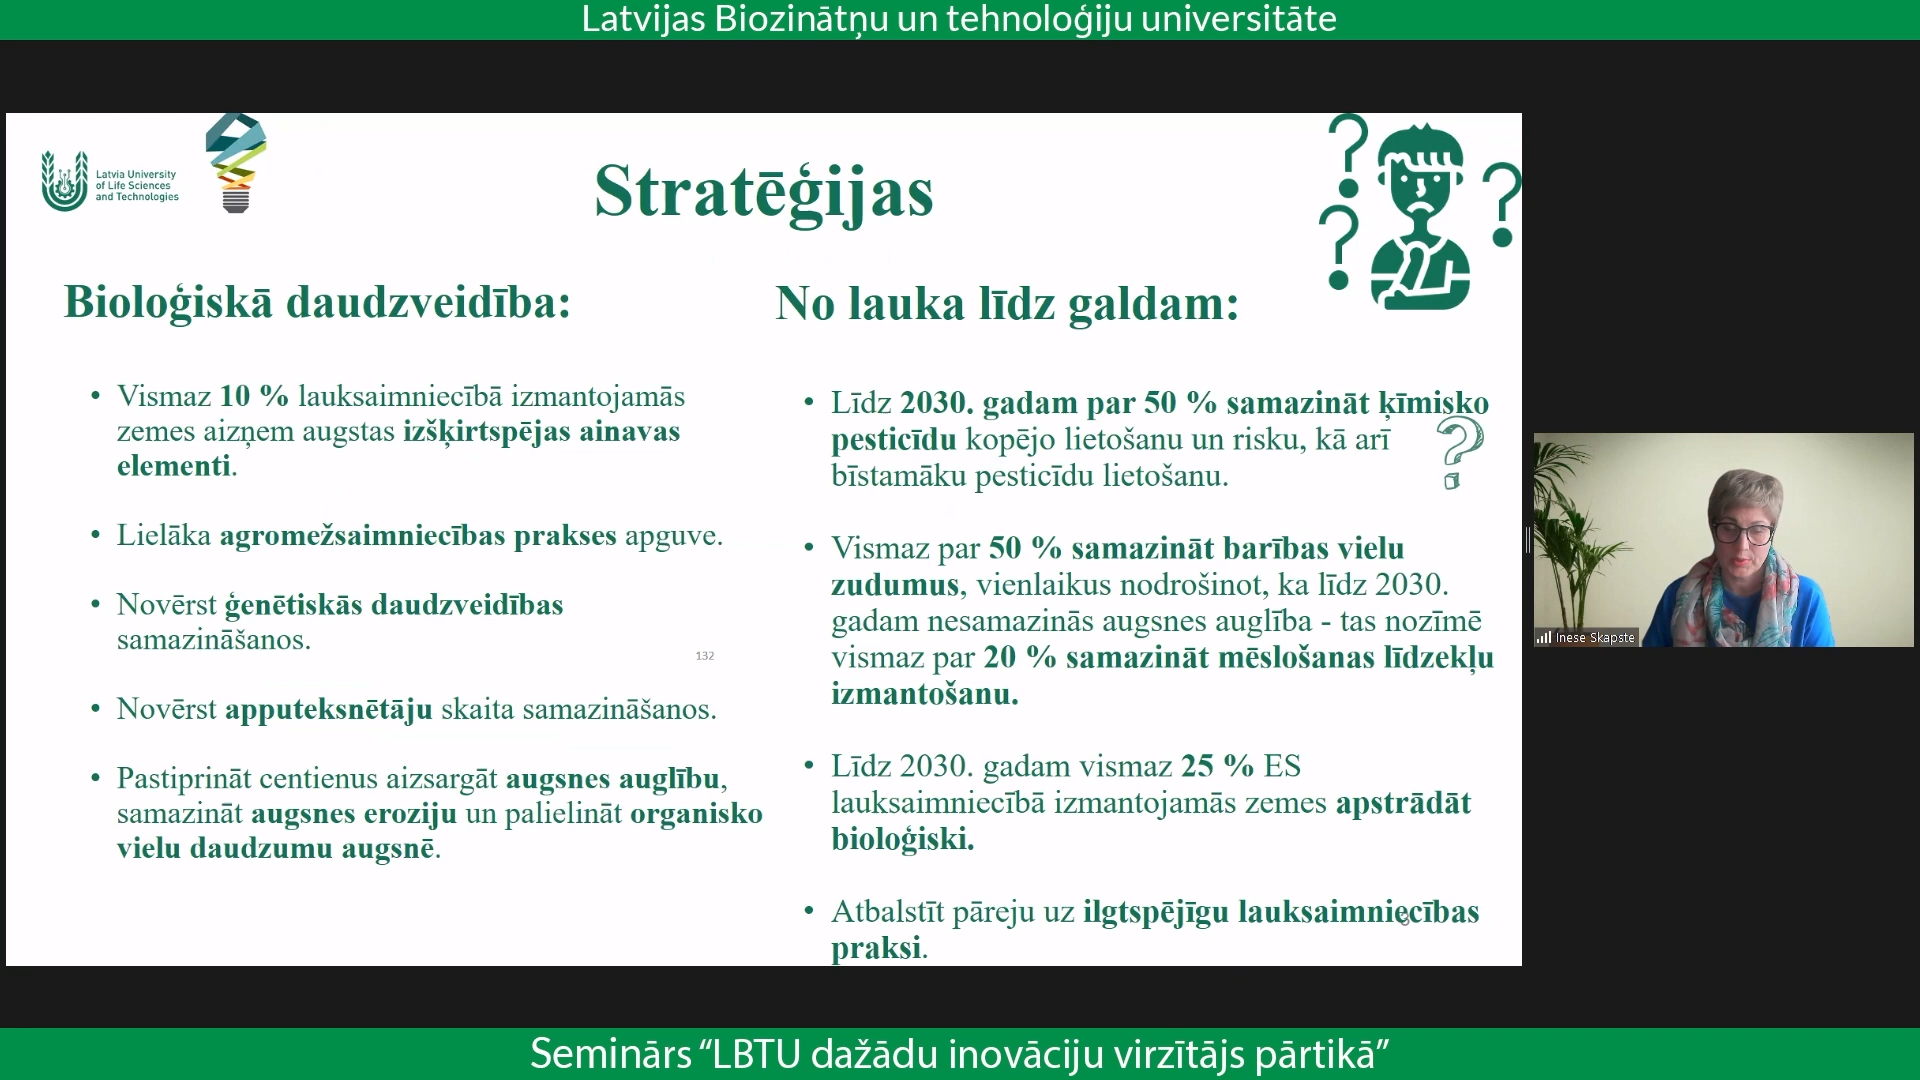 Latvijas Biozinātņu un tehnoloģiju universitāte
Latvia University
of Life Sciences
and Technologies
Stratēģijas
Bioloģiskā daudzveidība:
• Vismaz 10 % lauksaimniecībā izmantojamās
zemes aizņem augstas izšķirtspējas ainavas
elementi.
• Lielāka agromežsaimniecības prakses apguve.
• Novērst ģenētiskās daudzveidības
samazināšanos.
132
• Novērst apputeksnētāju skaita samazināšanos.
• Pastiprināt centienus aizsargāt augsnes auglību,
samazināt augsnes eroziju un palielināt organisko
vielu daudzumu augsnē.
No lauka līdz galdam:
• Līdz 2030. gadam par 50 % samazināt ķīmisko
pesticīdu kopējo lietošanu un risku, kā arī
bīstamāku pesticīdu lietošanu.
• Vismaz par 50 % samazināt barības vielu
zudumus, vienlaikus nodrošinot, ka līdz 2030.
gadam nesamazinās augsnes auglība - tas nozīmē
vismaz par 20 % samazināt mēslošanas līdzekļu
izmantošanu.
• Līdz 2030. gadam vismaz 25 % ES
lauksaimniecībā izmantojamās zemes apstrādāt
bioloģiski.
• Atbalstīt pāreju uz ilgtspējīgu lauksaimniecības
praksi.
Inese Skapste
Seminārs “LBTU dažādu inovāciju virzītājs pārtikā”